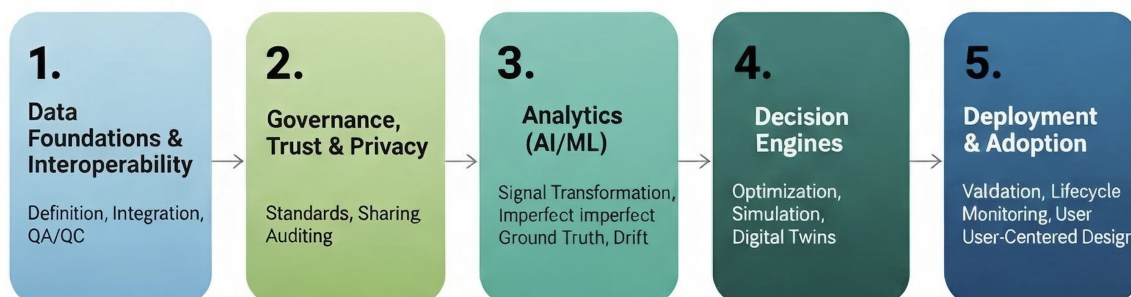 1.
Data
Foundations &
Interoperability
Definition, Integration,
QA/QC
2.
Governance,
Trust & Privacy
Standards, Sharing
Auditing
3.
Analytics
(AI/ML)
Signal Transformation,
Imperfect imperfect
Ground Truth, Drift
4.
Decision
Engines
Optimization,
Simulation,
Digital Twins
5.
Deployment
& Adoption
Valdation, Lifecycle
Monitoring, User
User-Centered Design